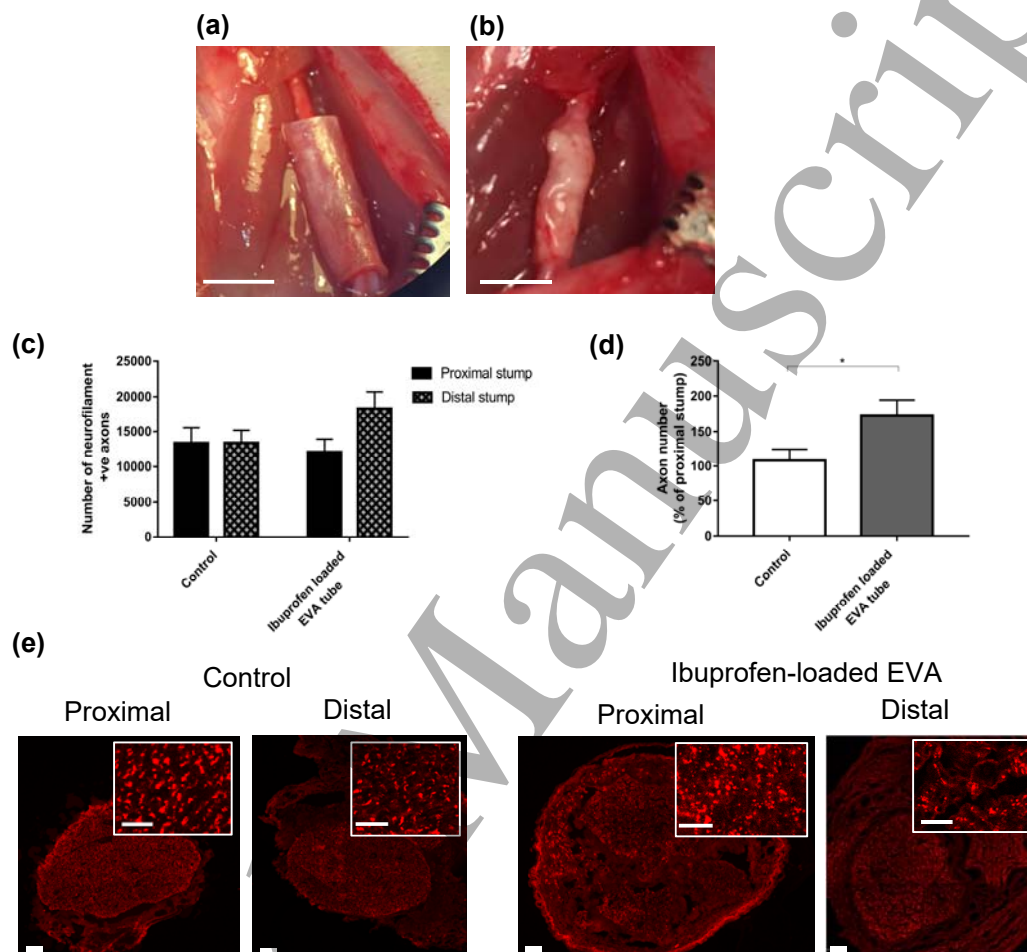 (a)
(b)
(c)
25000
20000
15000
10000
5000
0
Number of neurofilament
+ve axons
Control
Ibuprofen loaded
EVA tube
Proximal stump
Distal stump
(d)
250
200
150
100
50
0
Axon number
(% of proximal stump)
*
Control
Ibuprofen loaded
EVA tube
(e)
Control
Ibuprofen-loaded EVA
Proximal
Distal
Proximal
Distal
Manuscrip